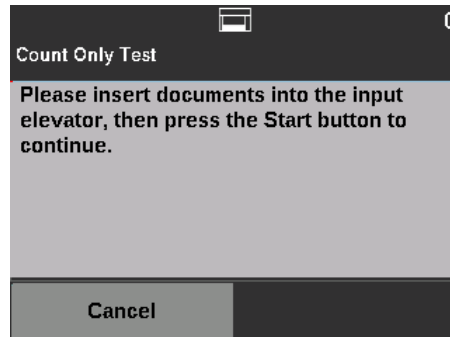 Count Only Test
Please insert documents into the input
elevator, then press the Start button to
continue.
Cancel